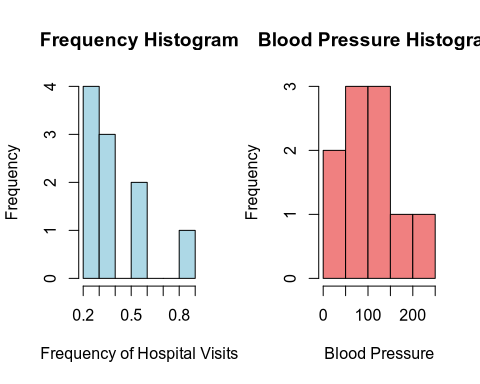 Frequency Histogram
4
3
2
1
0
Frequency
0.2 0.5 0.8
Frequency of Hospital Visits
Blood Pressure Histogra
3
2
1
0
Frequency
0 100 200
Blood Pressure